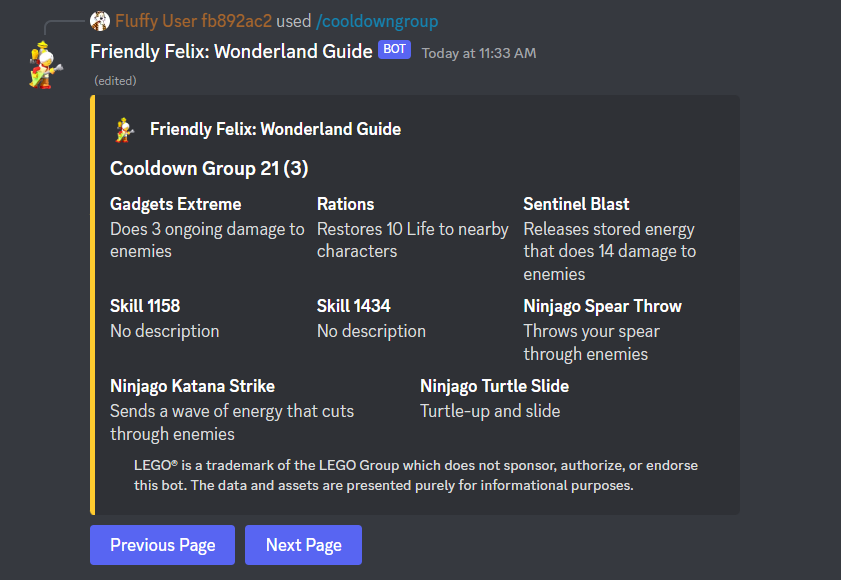 Fluffy User fb892ac2 used /cooldowngroup
Friendly Felix: Wonderland Guide BOT Today at 11:33 AM
(edited)
Friendly Felix: Wonderland Guide
Cooldown Group 21 (3)
Gadgets Extreme
Does 3 ongoing damage to
enemies
Rations
Restores 10 Life to nearby
characters
Sentinel Blast
Releases stored energy
that does 14 damage to
enemies
Skill 1158
No description
Skill 1434
No description
Ninjago Spear Throw
Throws your spear
through enemies
Ninjago Katana Strike
Sends a wave of energy that cuts
through enemies
Ninjago Turtle Slide
Turtle-up and slide
LEGO® is a trademark of the LEGO Group which does not sponsor, authorize, or endorse
this bot. The data and assets are presented purely for informational purposes.
Previous Page
Next Page